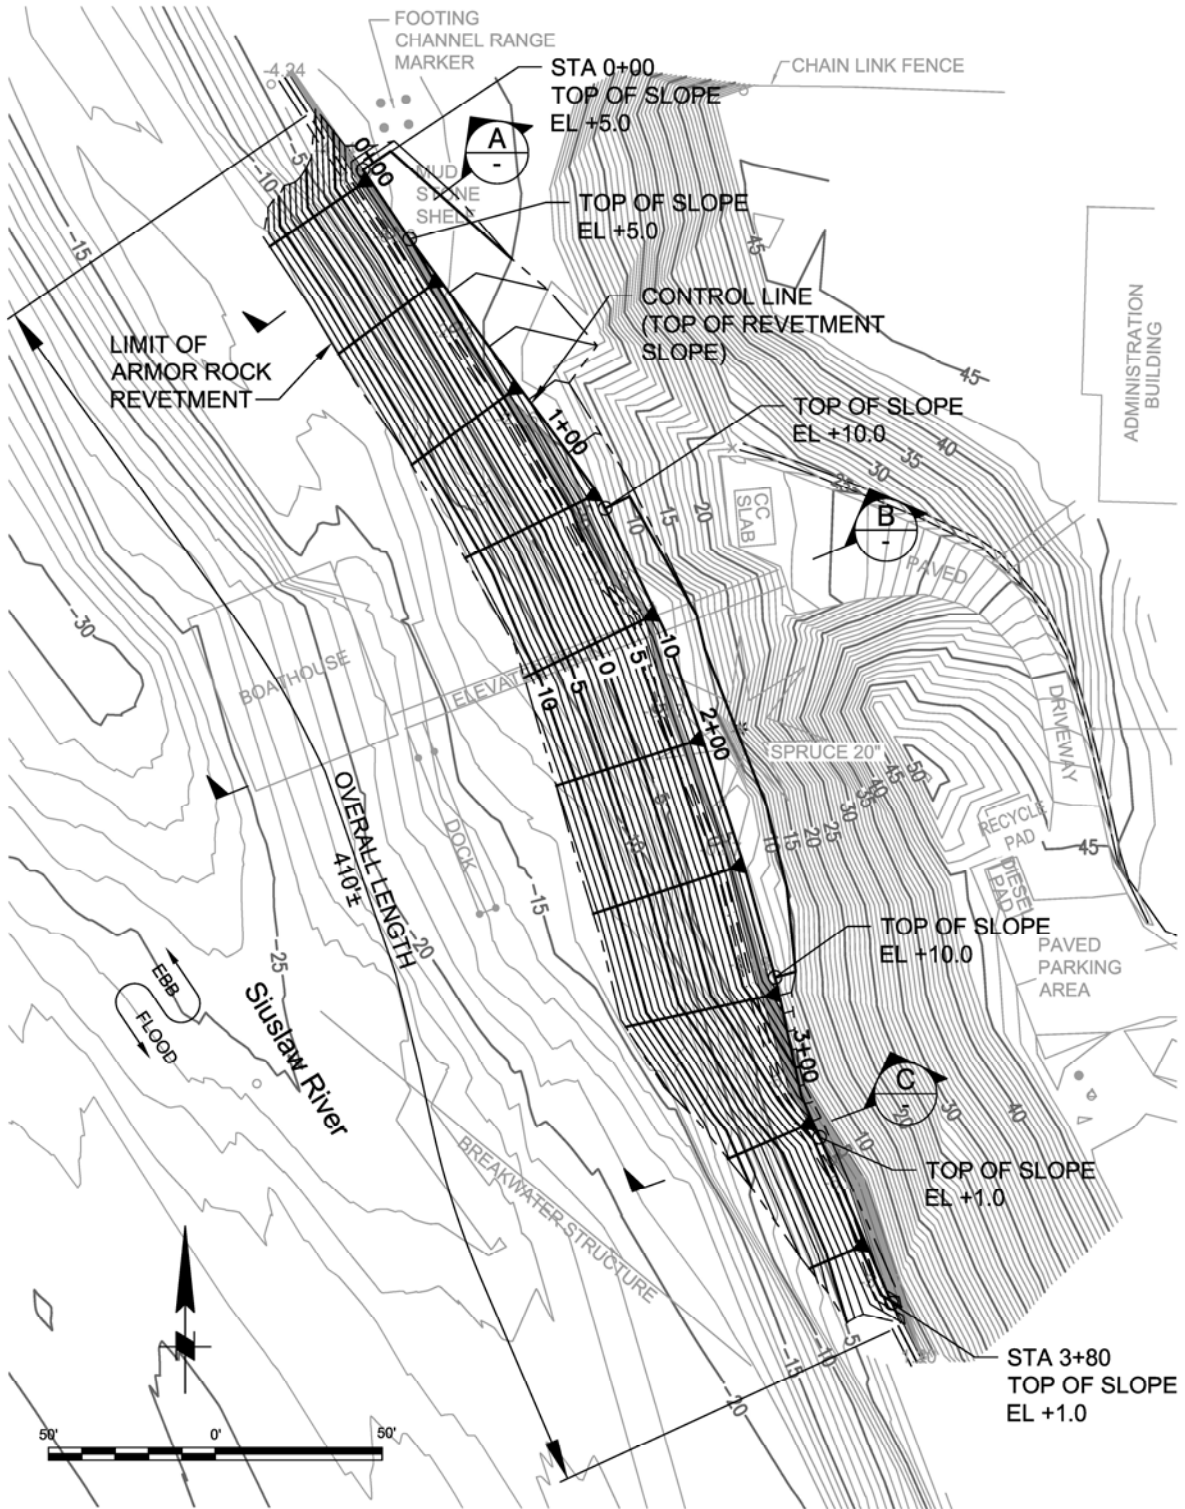 FOOTING
CHANNEL RANGE
MARKER
-4.24
STA 0+00
TOP OF SLOPE
EL +5.0
CHAIN LINK FENCE
A
-
0+00
MUD
STONE
SHELF
-5
-10
-15
TOP OF SLOPE
EL +5.0
45
CONTROL LINE
(TOP OF REVETMENT
SLOPE)
ADMINISTRATION
BUILDING
LIMIT OF
ARMOR ROCK
REVETMENT
45
1+00
TOP OF SLOPE
EL +10.0
40
35
30
25
CC
SLAB
B
-
10
15
20
PAVED
-30
BOATHOUSE
ELEVAT
10
5
0
-5
-10
2+00
SPRUCE 20"
DRIVEWAY
50
45
40
35
30
25
20
15
10
RECYCLE
PAD
45
DIESEL
PAD
OVERALL LENGTH
410'±
DOCK
-15
-20
-25
TOP OF SLOPE
EL +10.0
PAVED
PARKING
AREA
EBB
FLOOD
Siuslaw River
3+00
C
-
20
30
40
10
BREAKWATER STRUCTURE
TOP OF SLOPE
EL +1.0
STA 3+80
TOP OF SLOPE
EL +1.0
-5
-10
-15
-20
50'
0'
50'